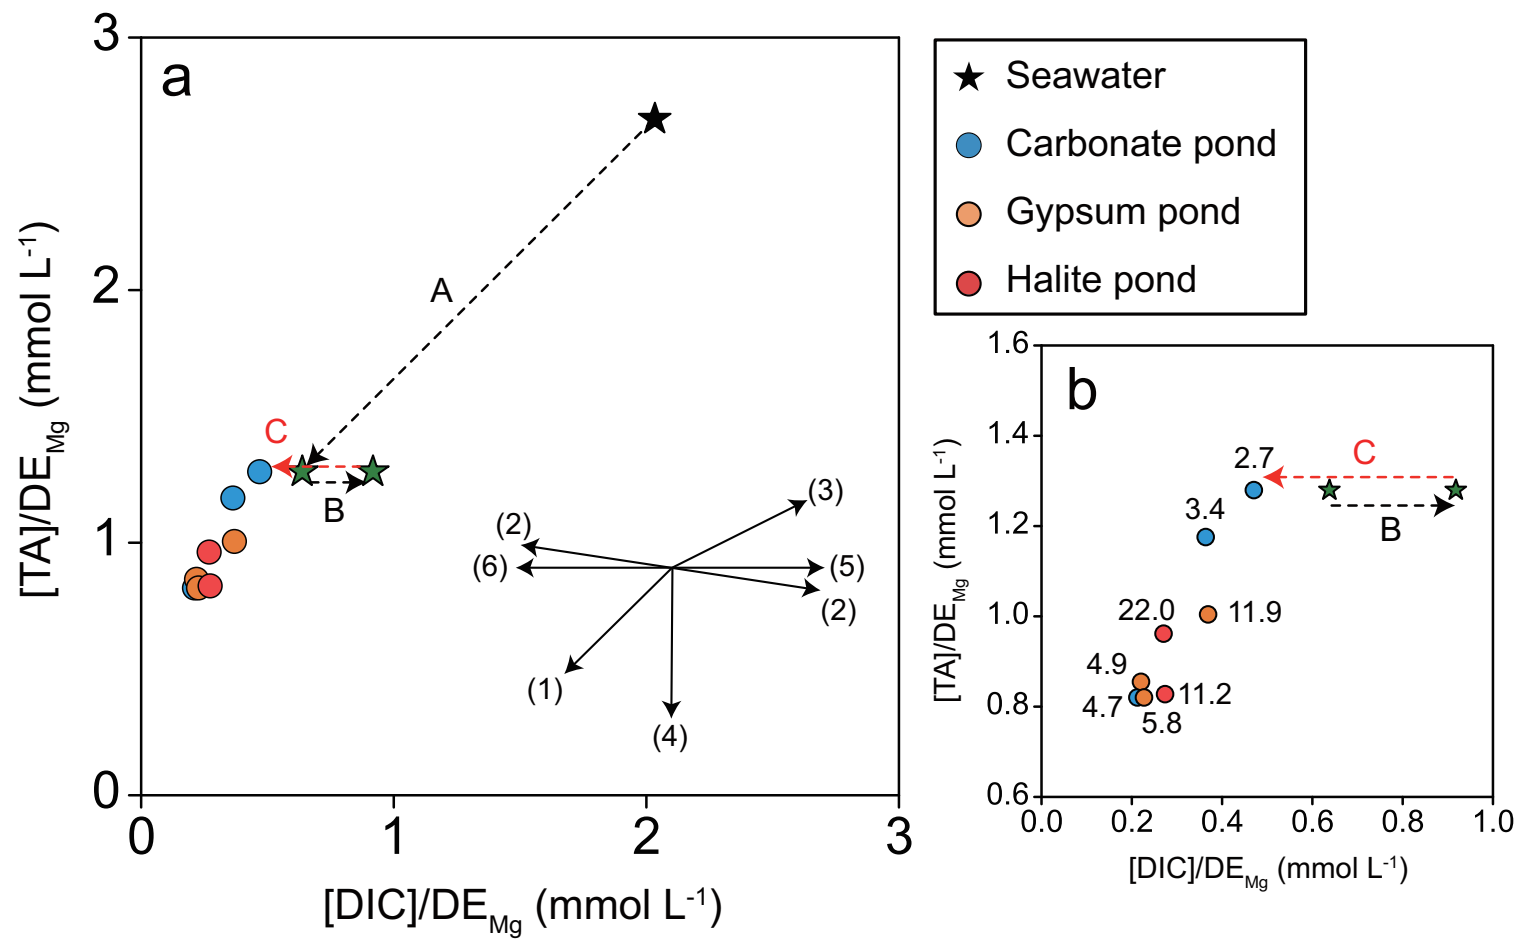 a
3
2
1
0
0
1
2
3
[TA]/DE_Mg (mmol L⁻¹)
[DIC]/DE_Mg (mmol L⁻¹)
A
C
B
(3)
(2)
(6)
(5)
(2)
(1)
(4)
Seawater
Carbonate pond
Gypsum pond
Halite pond
b
1.6
1.4
1.2
1.0
0.8
0.6
0.0
0.2
0.4
0.6
0.8
1.0
[TA]/DE_Mg (mmol L⁻¹)
[DIC]/DE_Mg (mmol L⁻¹)
2.7
C
3.4
B
22.0
11.9
4.9
4.7
11.2
5.8